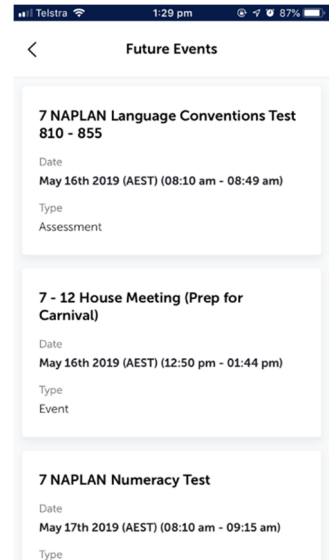 Telstra 1:29 pm 87%
Future Events
7 NAPLAN Language Conventions Test
810 - 855
Date
May 16th 2019 (AEST) (08:10 am - 08:49 am)
Type
Assessment
7 - 12 House Meeting (Prep for
Carnival)
Date
May 16th 2019 (AEST) (12:50 pm - 01:44 pm)
Type
Event
7 NAPLAN Numeracy Test
Date
May 17th 2019 (AEST) (08:10 am - 09:15 am)
Type